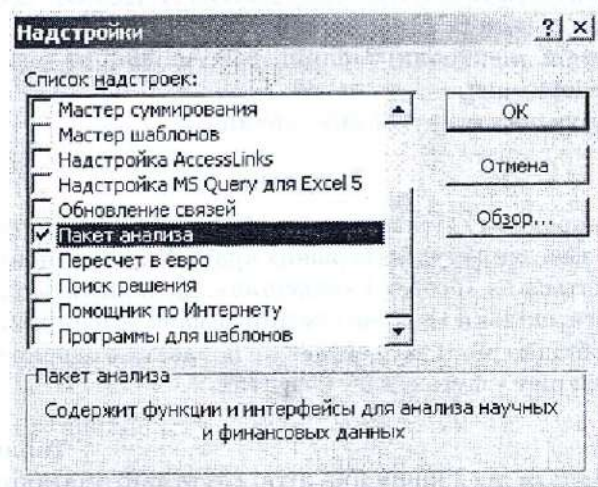 Надстройки
Список надстроек:
Мастер суммирования
Мастер шаблонов
Надстройка AccessLinks
Надстройка MS Query для Excel 5
Обновление связей
Пакет анализа
Пересчет в евро
Поиск решения
Помощник по Интернету
Программы для шаблонов
OK
Отмена
Обзор...
Пакет анализа
Содержит функции и интерфейсы для анализа научных
и финансовых данных